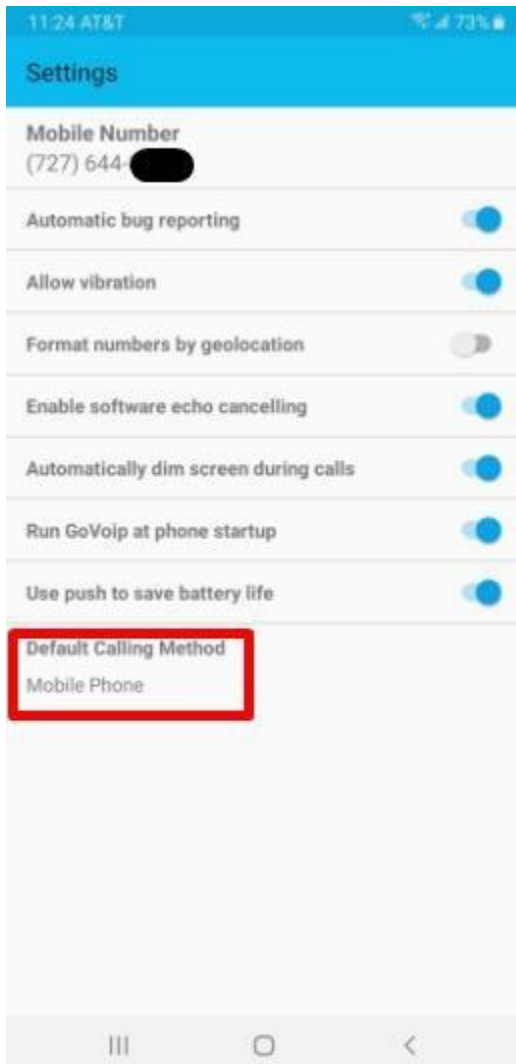 11:24 AT&T 73%
Settings
Mobile Number
(727) 644-
Automatic bug reporting
Allow vibration
Format numbers by geolocation
Enable software echo cancelling
Automatically dim screen during calls
Run GoVoip at phone startup
Use push to save battery life
Default Calling Method
Mobile Phone